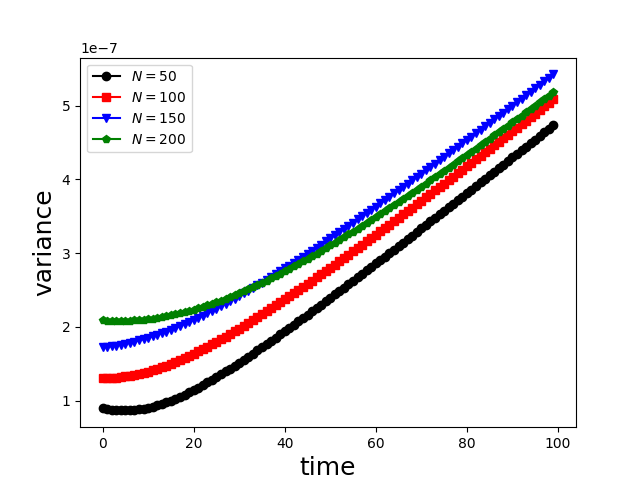 1e−7
N = 50
N = 100
N = 150
N = 200
5
4
3
2
1
variance
0 20 40 60 80 100
time